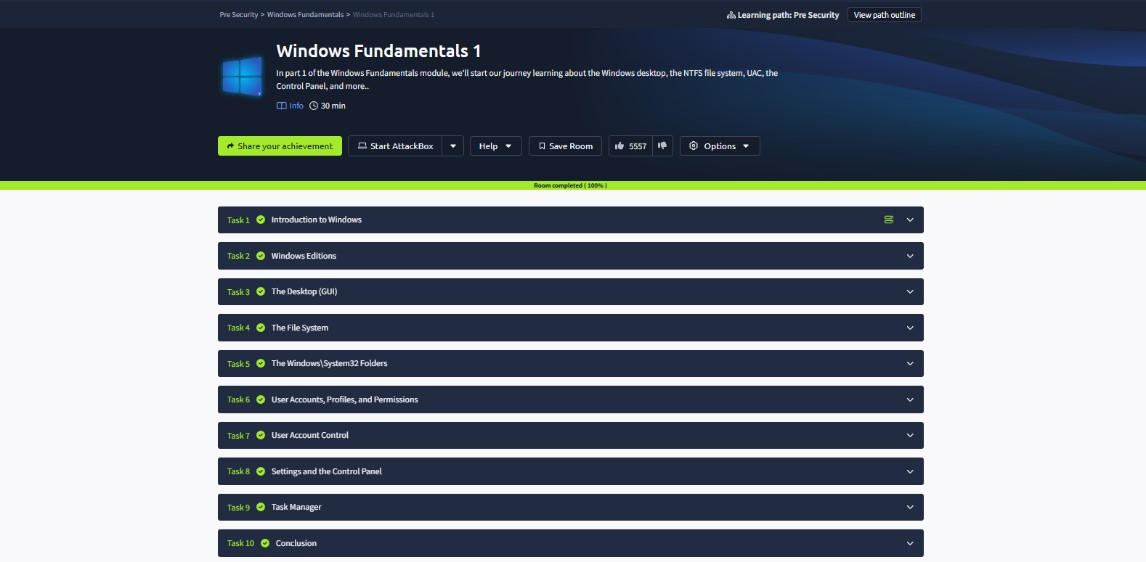 Pre Security > Windows Fundamentals > Windows Fundamentals 1
Learning path: Pre Security
View path outline
Windows Fundamentals 1
In part 1 of the Windows Fundamentals module, we'll start our journey learning about the Windows desktop, the NTFS file system, UAC, the
Control Panel, and more..
Info 30 min
Share your achievement
Start AttackBox
Help
Save Room
5557
Options
Room completed ( 100% )
Task 1 Introduction to Windows
Task 2 Windows Editions
Task 3 The Desktop (GUI)
Task 4 The File System
Task 5 The Windows\System32 Folders
Task 6 User Accounts, Profiles, and Permissions
Task 7 User Account Control
Task 8 Settings and the Control Panel
Task 9 Task Manager
Task 10 Conclusion